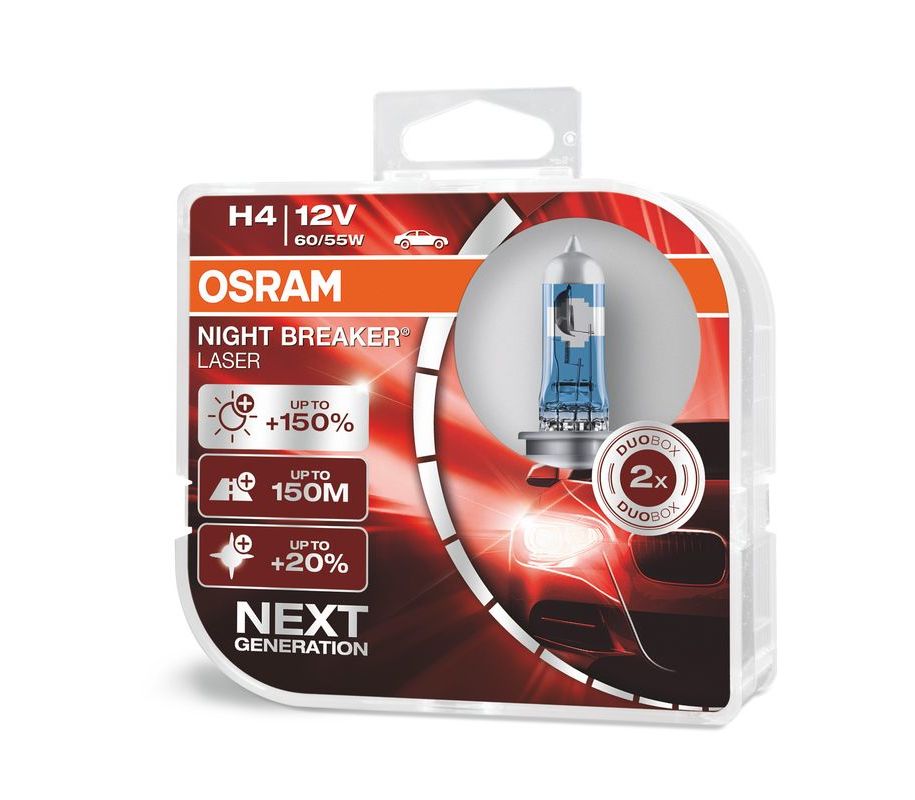 H4 12V
60/55W
OSRAM
NIGHT BREAKER®
LASER
UP TO
+150%
UP TO
150M
UP TO
+20%
NEXT
GENERATION
DUOBOX
2x
DUOBOX